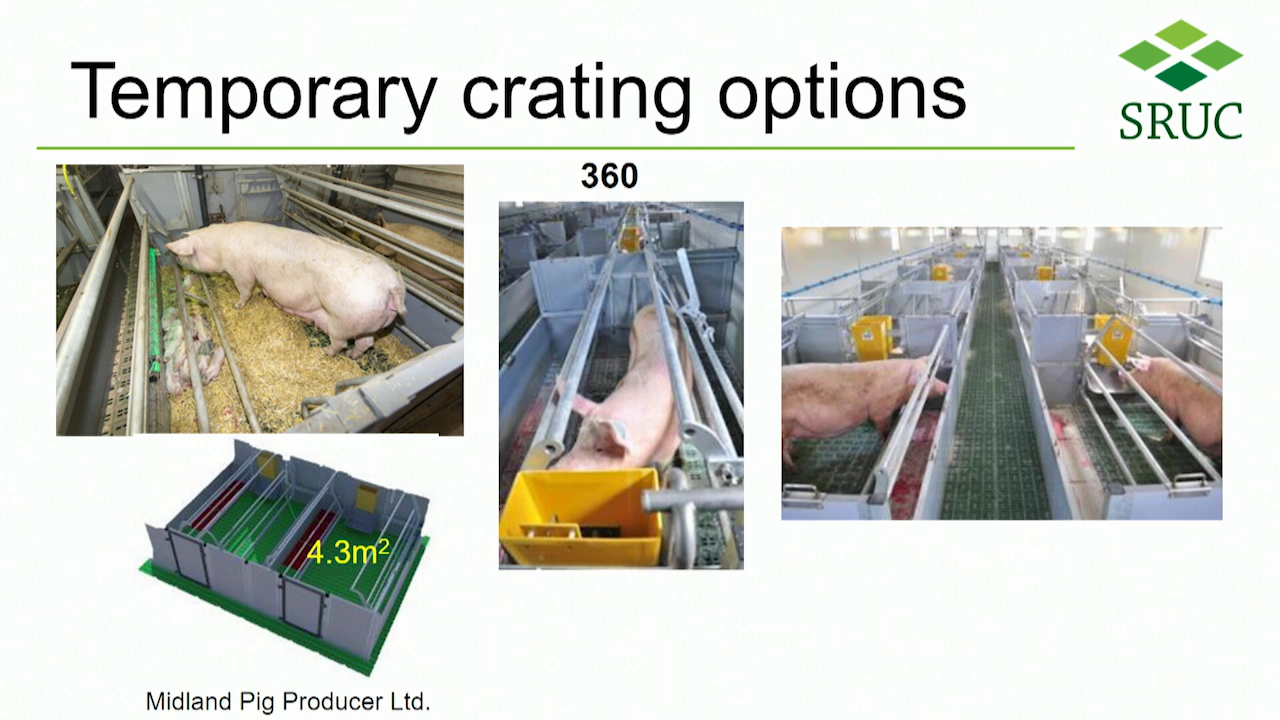 Temporary crating options
SRUC
360
4.3m²
Midland Pig Producer Ltd.